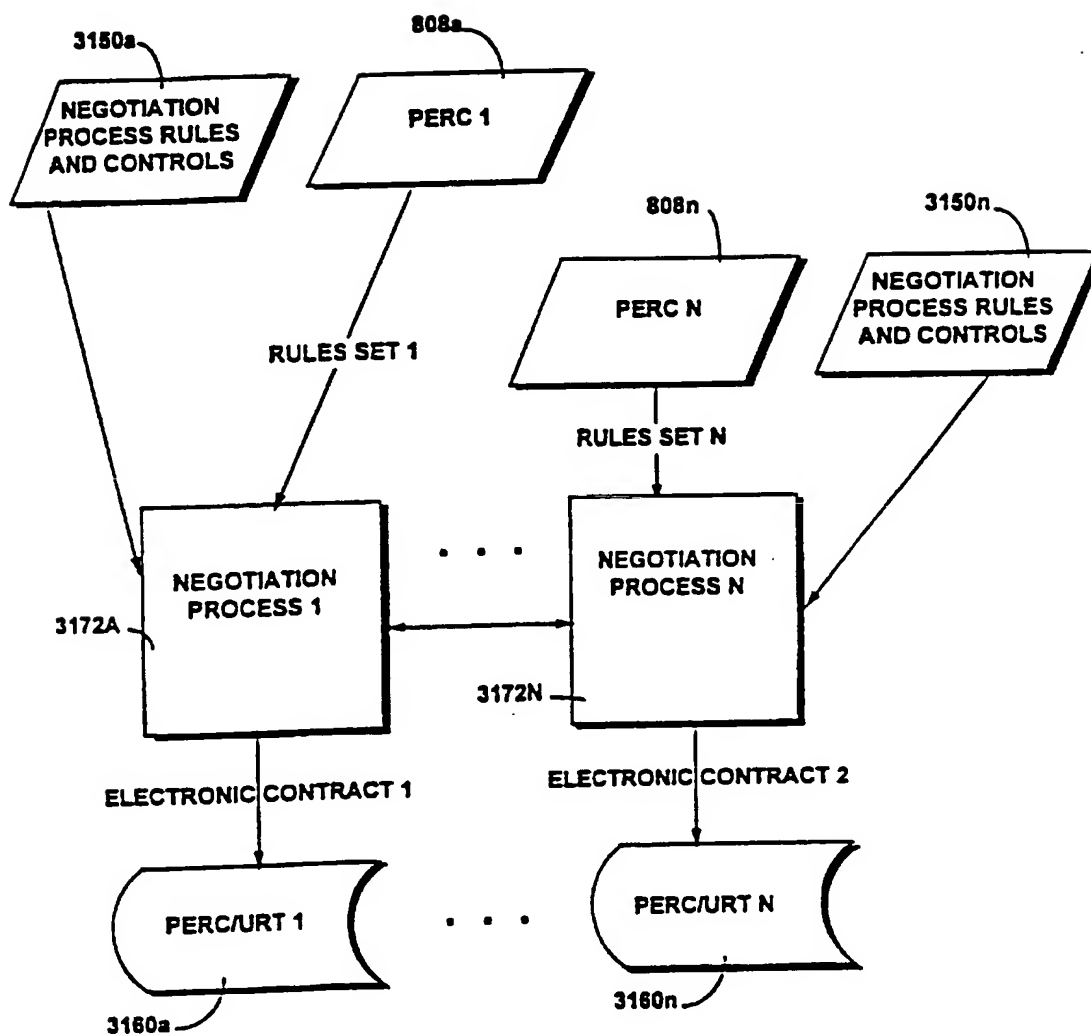 3150a
808a
NEGOTIATION
PROCESS RULES
AND CONTROLS
PERC 1
808n
3150n
PERC N
NEGOTIATION
PROCESS RULES
AND CONTROLS
RULES SET 1
RULES SET N
NEGOTIATION
PROCESS 1
NEGOTIATION
PROCESS N
3172A
3172N
ELECTRONIC CONTRACT 1
ELECTRONIC CONTRACT 2
PERC/URT 1
PERC/URT N
3160a
3160n